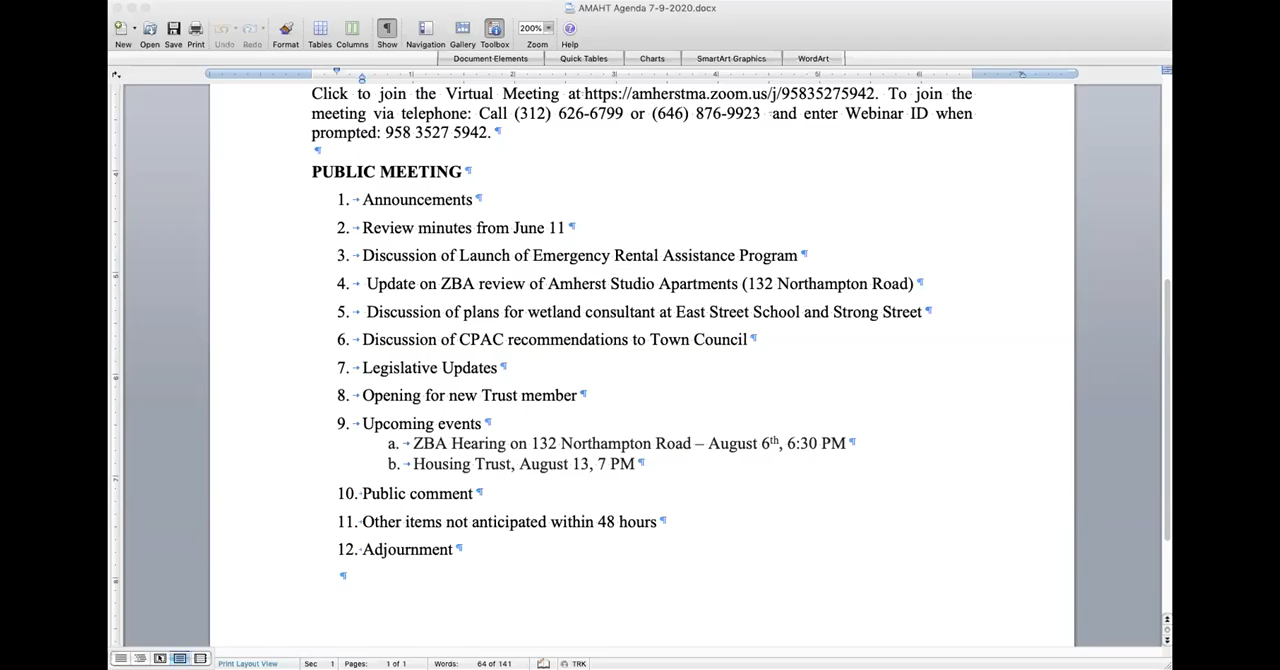 AMAHT Agenda 7-9-2020.docx
New Open Save Print Undo Redo Format Tables Columns Show Navigation Gallery Toolbox Zoom Help
200%
Document Elements Quick Tables Charts SmartArt Graphics WordArt
Click to join the Virtual Meeting at https://amherstma.zoom.us/j/95835275942. To join the
meeting via telephone: Call (312) 626-6799 or (646) 876-9923 and enter Webinar ID when
prompted: 958 3527 5942. ¶
¶
PUBLIC MEETING ¶
1. → Announcements ¶
2. → Review minutes from June 11 ¶
3. → Discussion of Launch of Emergency Rental Assistance Program ¶
4. → Update on ZBA review of Amherst Studio Apartments (132 Northampton Road) ¶
5. → Discussion of plans for wetland consultant at East Street School and Strong Street ¶
6. → Discussion of CPAC recommendations to Town Council ¶
7. → Legislative Updates ¶
8. → Opening for new Trust member ¶
9. → Upcoming events ¶
a. → ZBA Hearing on 132 Northampton Road – August 6th, 6:30 PM ¶
b. → Housing Trust, August 13, 7 PM ¶
10. Public comment ¶
11. Other items not anticipated within 48 hours ¶
12. Adjournment ¶
¶
Print Layout View Sec 1 Pages: 1 of 1 Words: 64 of 141 TRK